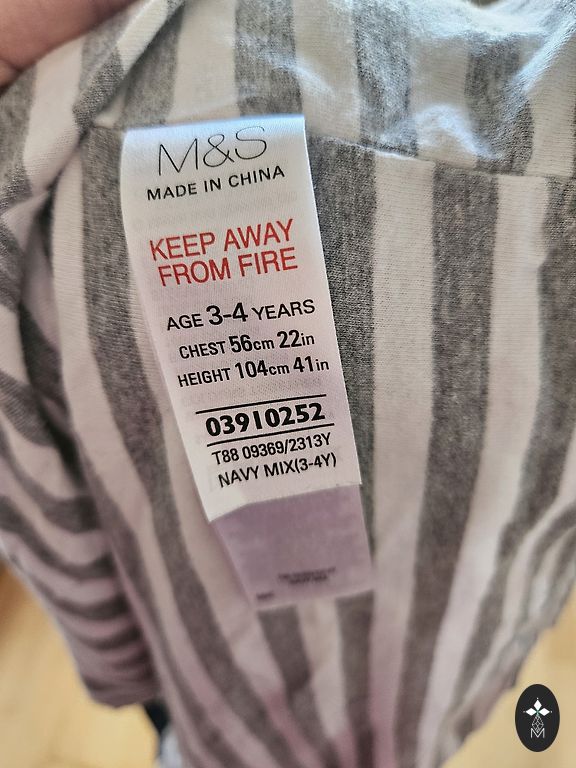 M&S
MADE IN CHINA
KEEP AWAY
FROM FIRE
AGE 3-4 YEARS
CHEST 56cm 22in
HEIGHT 104cm 41in
03910252
T88 09369/2313Y
NAVY MIX(3-4Y)